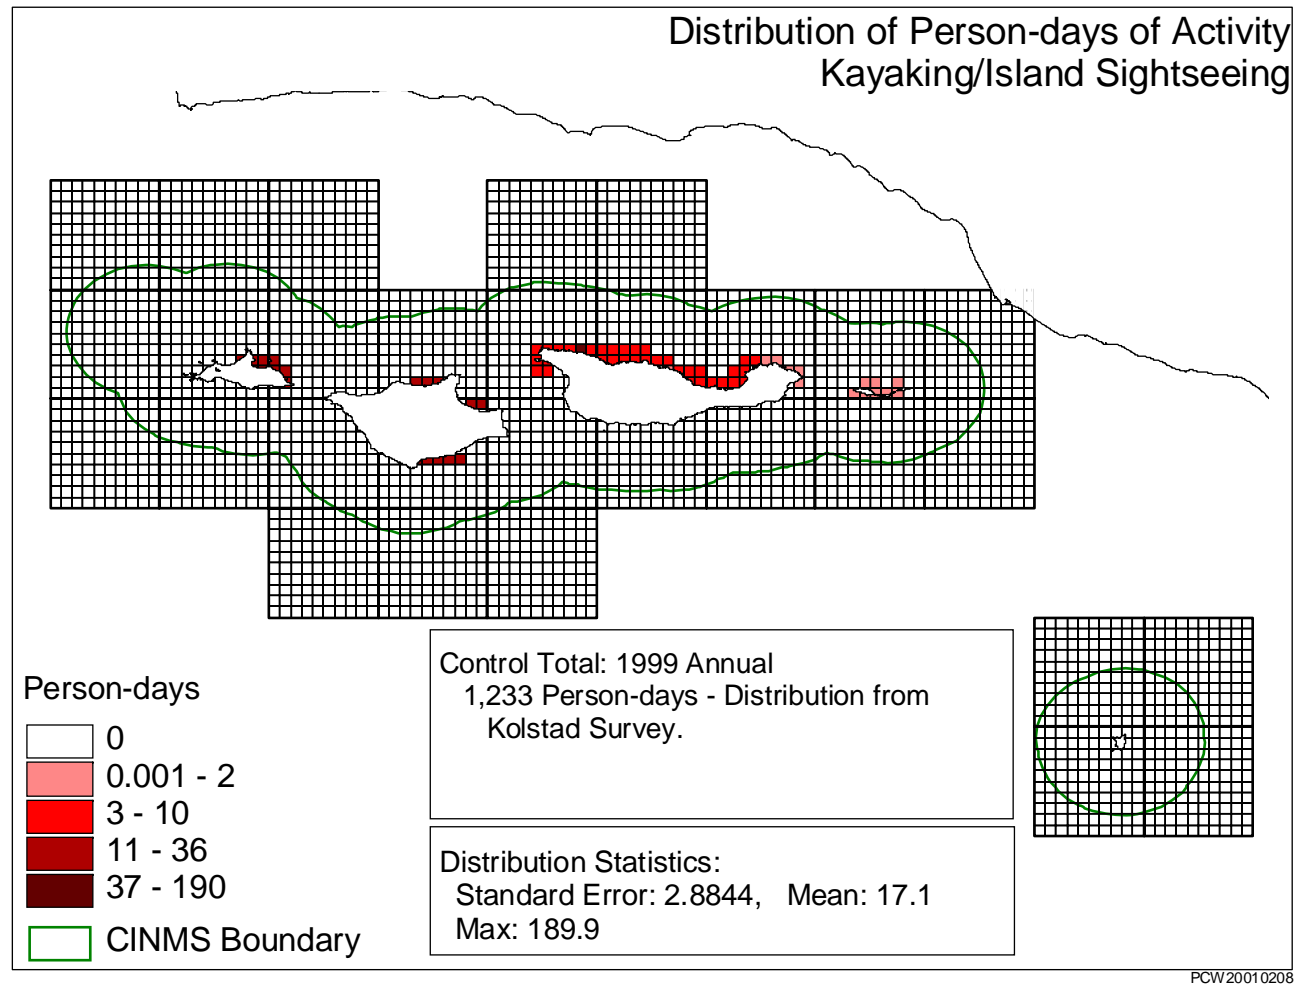 Distribution of Person-days of Activity
Kayaking/Island Sightseeing
Person-days
0
0.001 - 2
3 - 10
11 - 36
37 - 190
CINMS Boundary
Control Total: 1999 Annual
1,233 Person-days - Distribution from
Kolstad Survey.
Distribution Statistics:
Standard Error: 2.8844, Mean: 17.1
Max: 189.9
PCW20010208